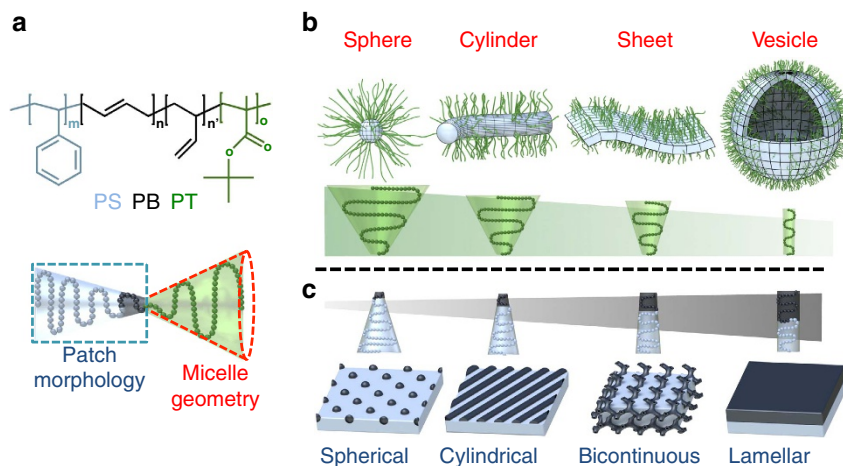 a
m
n
n'
o
o
o
PS PB PT
Patch
morphology
Micelle
geometry
b
Sphere Cylinder Sheet Vesicle
c
Spherical Cylindrical Bicontinuous Lamellar